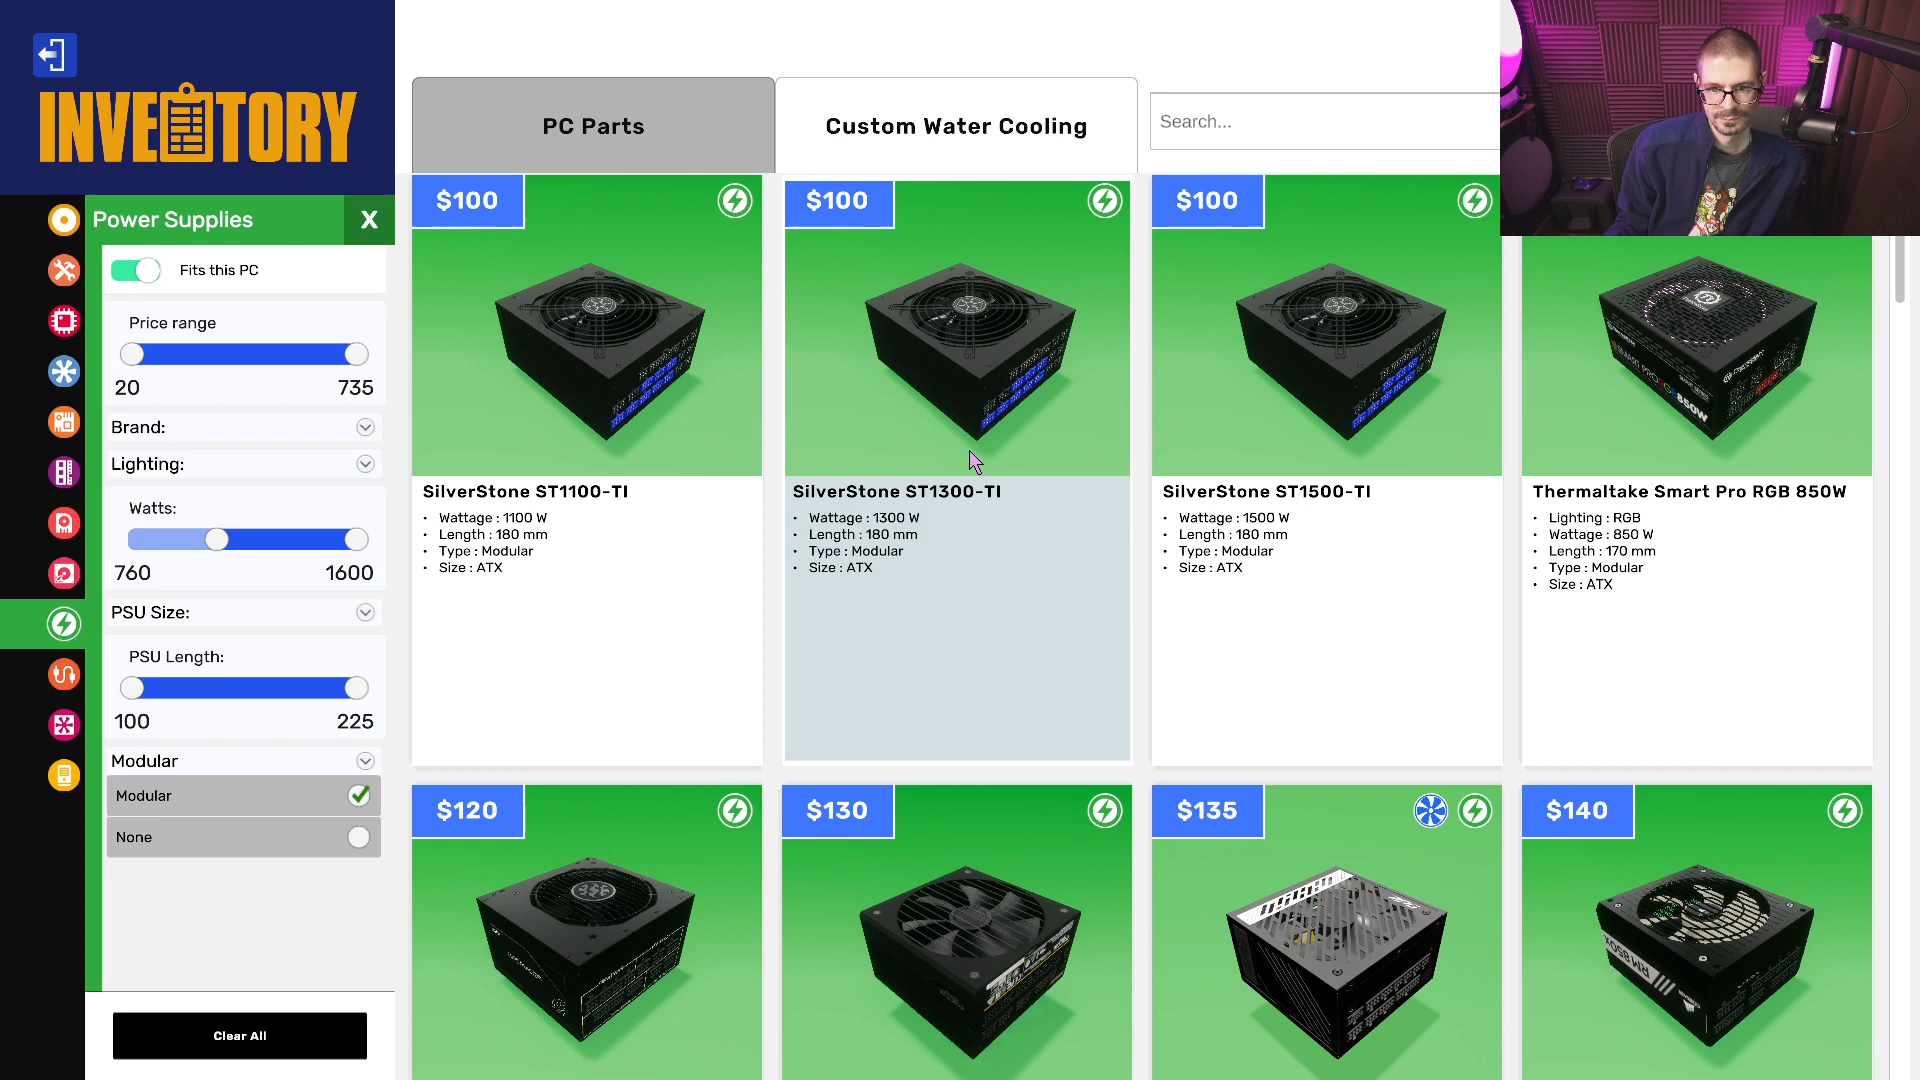 INVENTORY
PC Parts
Custom Water Cooling
Search...
Power Supplies
X
Fits this PC
Price range
20
735
Brand:
Lighting:
Watts:
760
1600
PSU Size:
PSU Length:
100
225
Modular
Modular
None
Clear All
$100
SilverStone ST1100-TI
• Wattage : 1100 W
• Length : 180 mm
• Type : Modular
• Size : ATX
$100
SilverStone ST1300-TI
• Wattage : 1300 W
• Length : 180 mm
• Type : Modular
• Size : ATX
$100
SilverStone ST1500-TI
• Wattage : 1500 W
• Length : 180 mm
• Type : Modular
• Size : ATX
850W
Thermaltake Smart Pro RGB 850W
• Lighting : RGB
• Wattage : 850 W
• Length : 170 mm
• Type : Modular
• Size : ATX
$120
$130
$135
$140
RM850x